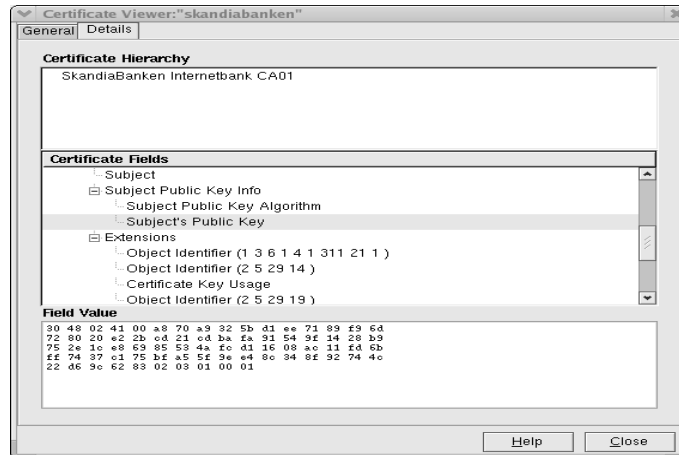 Certificate Viewer:"skandiabanken"
General Details
Certificate Hierarchy
SkandiaBanken Internetbank CA01
Certificate Fields
Subject
Subject Public Key Info
Subject Public Key Algorithm
Subject's Public Key
Extensions
Object Identifier (1 3 6 1 4 1 311 21 1 )
Object Identifier (2 5 29 14 )
Certificate Key Usage
Object Identifier (2 5 29 19 )
Field Value
30 48 02 41 00 a8 70 a9 32 5b d1 ee 71 89 f9 6d
72 80 20 e2 2b cd 21 cd ba fa 91 54 9f 14 28 b9
75 2e 1c e8 69 85 53 4a fc d1 16 08 ac 11 fd 6b
ff 74 37 c1 75 bf a5 5f 9e e4 8c 34 8f 92 74 4c
22 d6 9c 62 83 02 03 01 00 01
Help Close